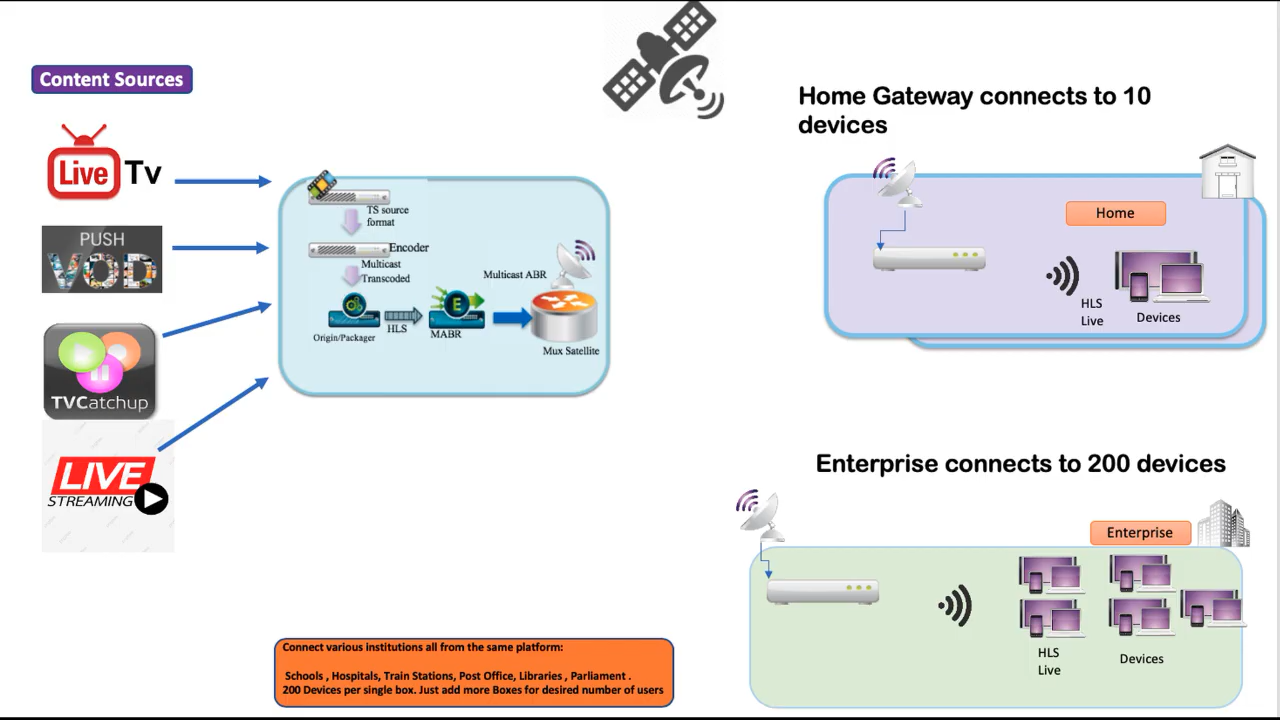 Content Sources
Live Tv
PUSH
VOD
TVCatchup
LIVE
STREAMING
TS source
format
Encoder
Multicast
Transcoded
Origin/Packager
HLS
E
MABR
Multicast ABR
Mux Satellite
Home Gateway connects to 10
devices
Home
HLS
Live
Devices
Enterprise connects to 200 devices
Enterprise
HLS
Live
Devices
Connect various institutions all from the same platform:
Schools , Hospitals, Train Stations, Post Office, Libraries , Parliament .
200 Devices per single box. Just add more Boxes for desired number of users